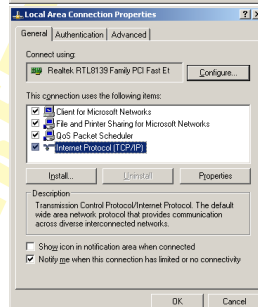 Local Area Connection Properties
General Authentication Advanced
Connect using:
Realtek RTL8139 Family PCI Fast Et
Configure...
This connection uses the following items:
Client for Microsoft Networks
File and Printer Sharing for Microsoft Networks
QoS Packet Scheduler
Internet Protocol (TCP/IP)
Install... Uninstall Properties
Description
Transmission Control Protocol/Internet Protocol. The default
wide area network protocol that provides communication
across diverse interconnected networks.
Show icon in notification area when connected
Notify me when this connection has limited or no connectivity
OK Cancel